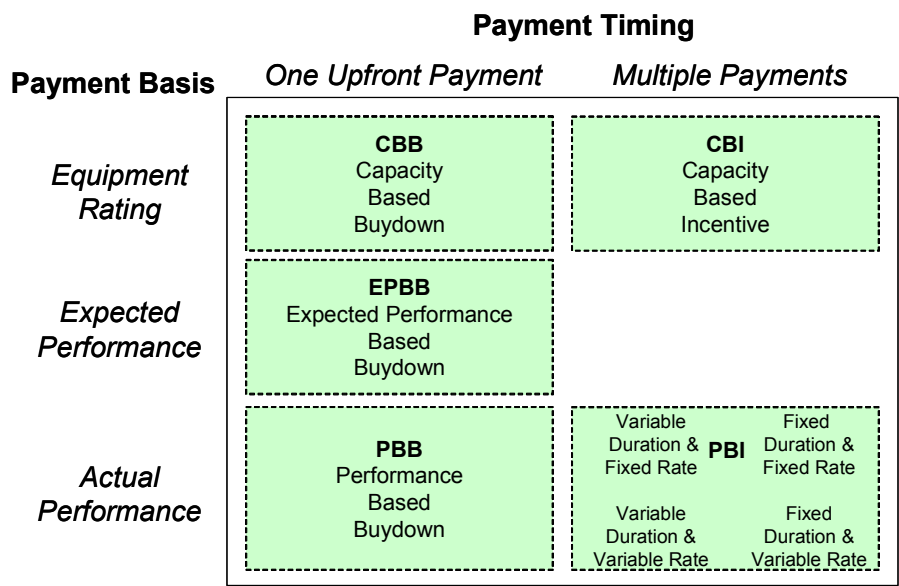 Payment Timing
Payment Basis
One Upfront Payment
Multiple Payments
Equipment
Rating
CBB
Capacity
Based
Buydown
CBI
Capacity
Based
Incentive
Expected
Performance
EPBB
Expected Performance
Based
Buydown
Actual
Performance
PBB
Performance
Based
Buydown
PBI
Variable
Duration &
Fixed Rate
Fixed
Duration &
Fixed Rate
Variable
Duration &
Variable Rate
Fixed
Duration &
Variable Rate